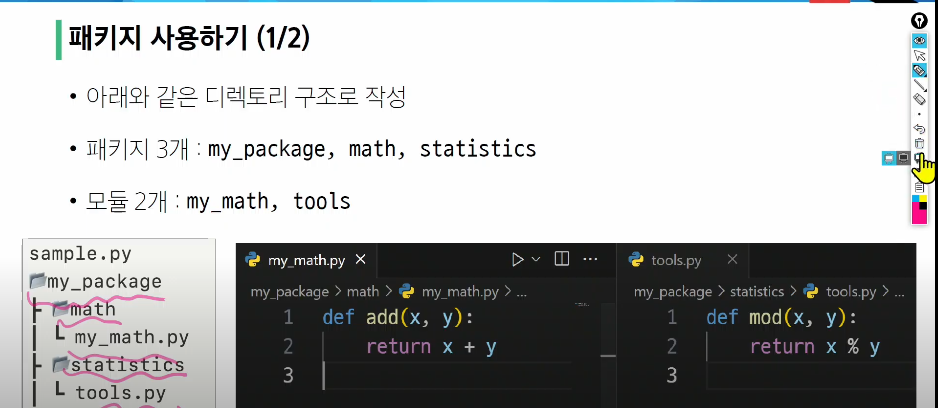 패키지 사용하기 (1/2)
• 아래와 같은 디렉토리 구조로 작성
• 패키지 3개 : my_package, math, statistics
• 모듈 2개 : my_math, tools
sample.py
my_package
math
my_math.py
statistics
tools.py
my_math.py
my_package > math > my_math.py > ...
1 def add(x, y):
2 return x + y
3
tools.py
my_package > statistics > tools.py > ...
1 def mod(x, y):
2 return x % y
3